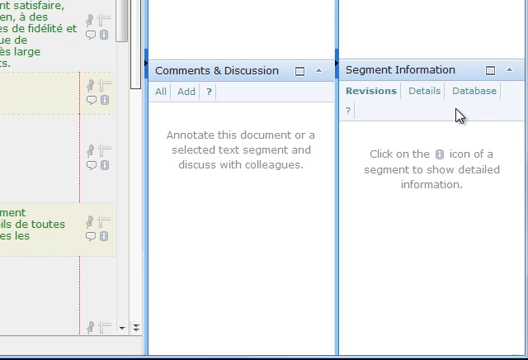 nt satisfaire,
en, à des
es de fidélité et
ue de
ès large
ts.
ment
ils de toutes
es les
Comments & Discussion
All Add ?
Annotate this document or a
selected text segment and
discuss with colleagues.
Segment Information
Revisions Details Database
?
Click on the icon of a
segment to show detailed
information.